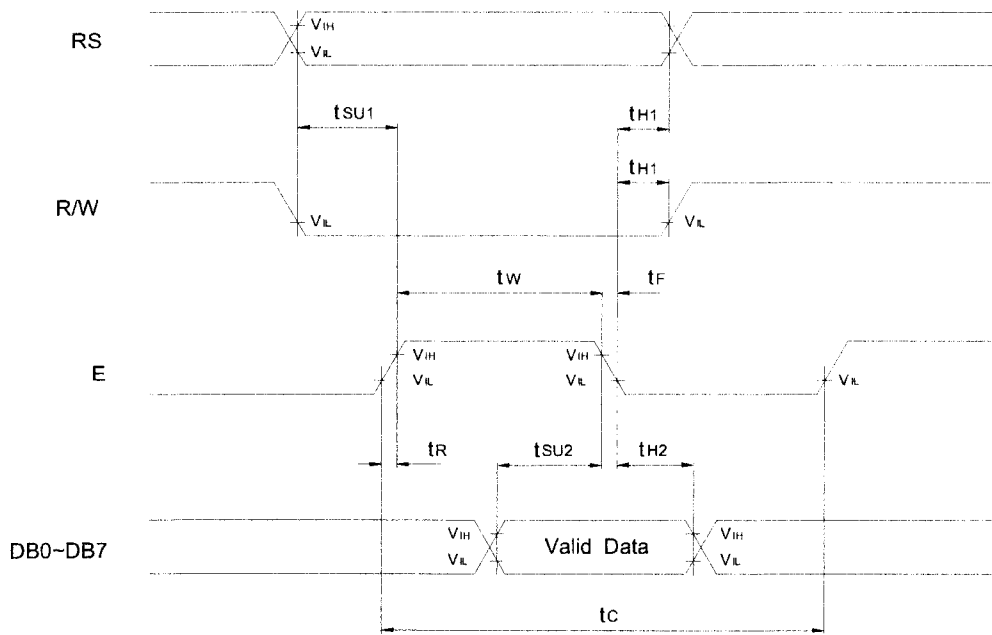 RS
VIH
VIL
tSU1
tH1
tH1
R/W
VIL
VIL
tW
tF
E
VIH
VIL
VIH
VIL
VIL
tR
tSU2
tH2
DB0~DB7
VIH
VIL
Valid Data
VIH
VIL
tC